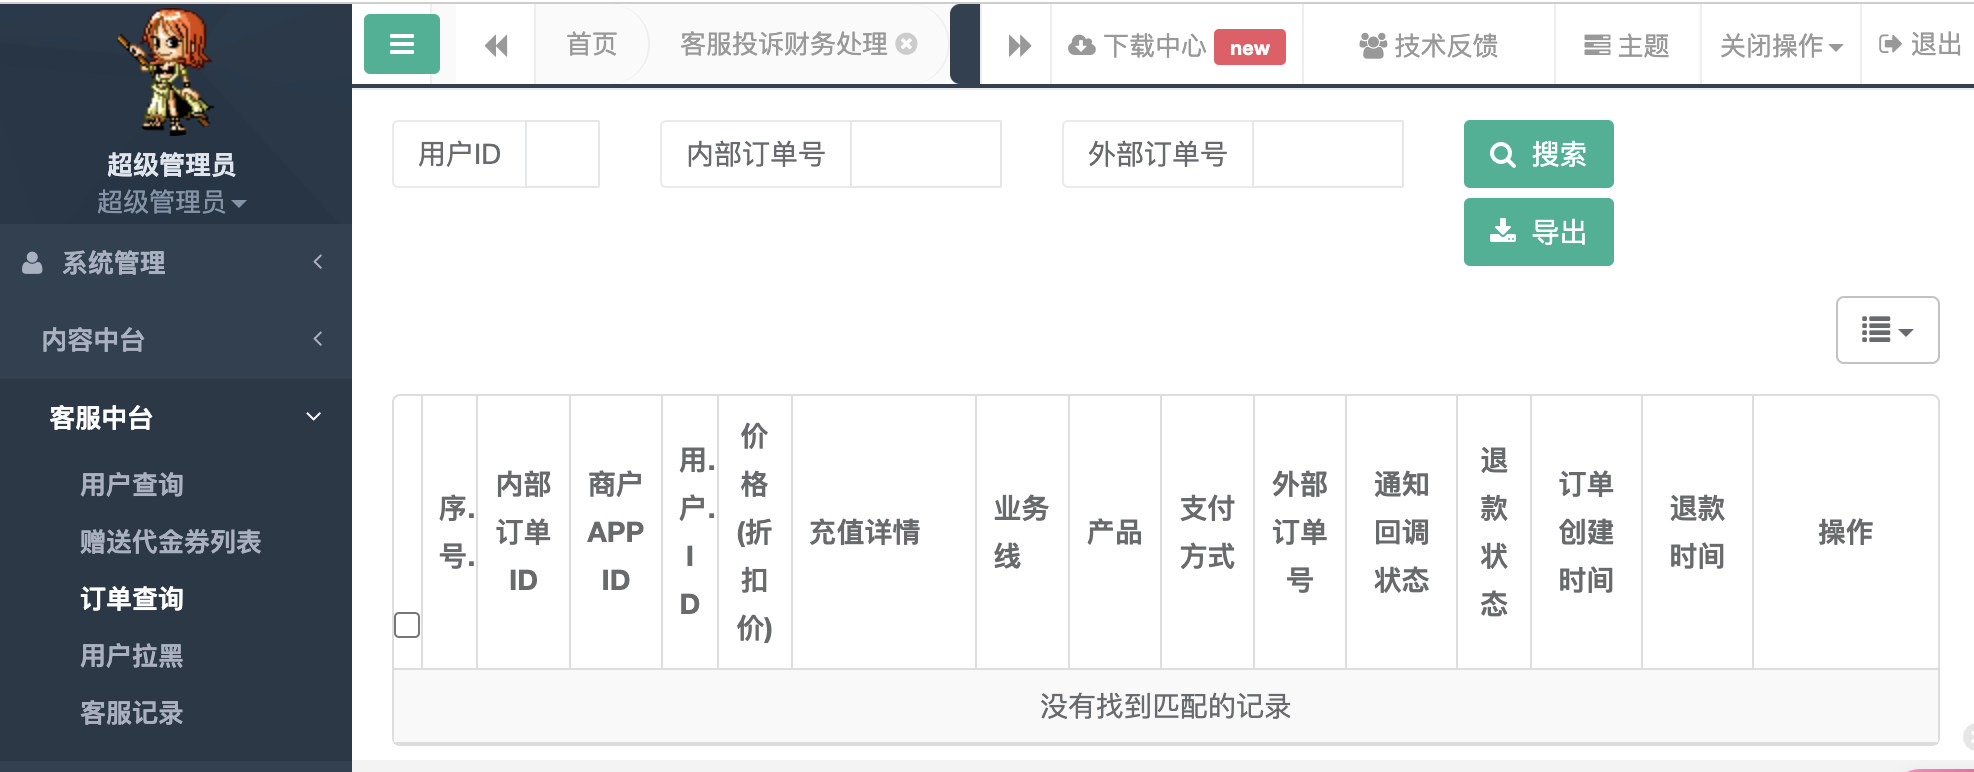 首页
客服投诉财务处理
下载中心 new
技术反馈
主题
关闭操作
退出
超级管理员
超级管理员
系统管理
内容中台
客服中台
用户查询
赠送代金券列表
订单查询
用户拉黑
客服记录
用户ID
内部订单号
外部订单号
搜索
导出
序.
号.
内部
订单
ID
商户
APP
ID
用.
户.
I
D
价
格
(折
扣
价)
充值详情
业务
线
产品
支付
方式
外部
订单
号
通知
回调
状态
退
款
状
态
订单
创建
时间
退款
时间
操作
没有找到匹配的记录